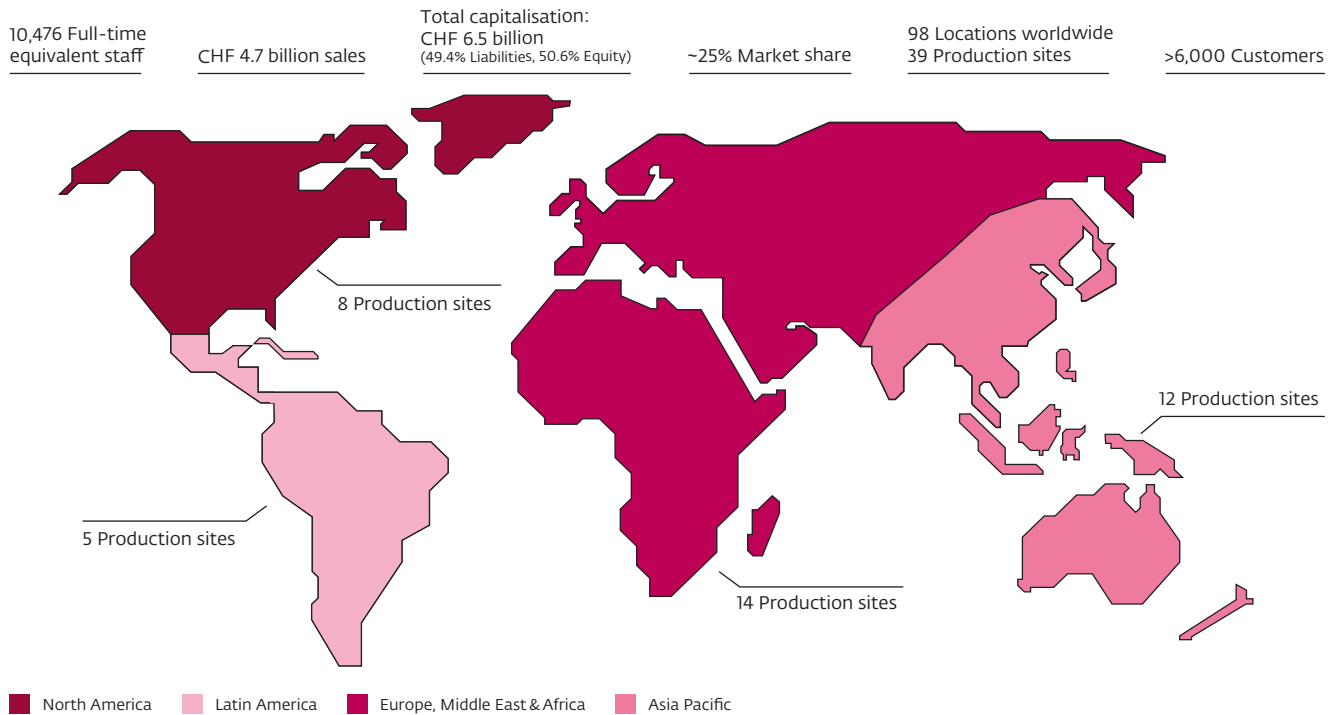 10,476 Full-time
equivalent staff
CHF 4.7 billion sales
Total capitalisation:
CHF 6.5 billion
(49.4% Liabilities, 50.6% Equity)
~25% Market share
98 Locations worldwide
39 Production sites
>6,000 Customers
8 Production sites
12 Production sites
5 Production sites
14 Production sites
North America
Latin America
Europe, Middle East & Africa
Asia Pacific